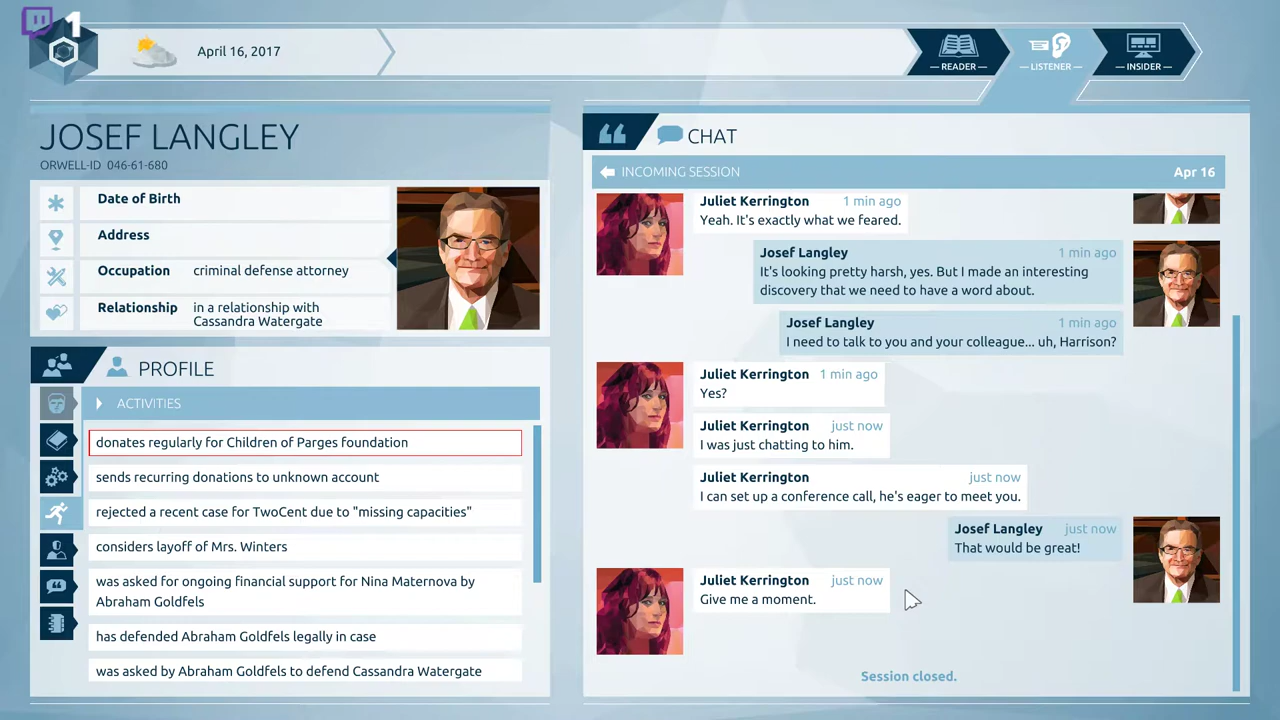 1
April 16, 2017
— READER —
— LISTENER —
— INSIDER —
JOSEF LANGLEY
ORWELL-ID 046-61-680
Date of Birth
Address
Occupation criminal defense attorney
Relationship in a relationship with
Cassandra Watergate
PROFILE
ACTIVITIES
donates regularly for Children of Parges foundation
sends recurring donations to unknown account
rejected a recent case for TwoCent due to "missing capacities"
considers layoff of Mrs. Winters
was asked for ongoing financial support for Nina Maternova by
Abraham Goldfels
has defended Abraham Goldfels legally in case
was asked by Abraham Goldfels to defend Cassandra Watergate
CHAT
INCOMING SESSION Apr 16
Juliet Kerrington 1 min ago
Yeah. It's exactly what we feared.
Josef Langley 1 min ago
It's looking pretty harsh, yes. But I made an interesting
discovery that we need to have a word about.
Josef Langley 1 min ago
I need to talk to you and your colleague... uh, Harrison?
Juliet Kerrington 1 min ago
Yes?
Juliet Kerrington just now
I was just chatting to him.
Juliet Kerrington just now
I can set up a conference call, he's eager to meet you.
Josef Langley just now
That would be great!
Juliet Kerrington just now
Give me a moment.
Session closed.